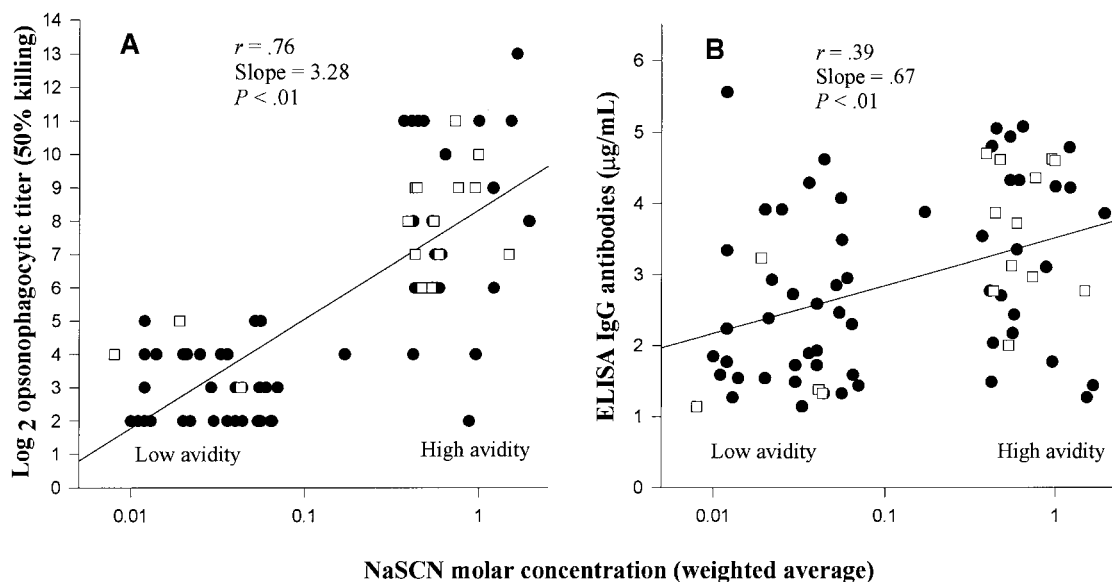 A
r = .76
Slope = 3.28
P < .01
Log 2 opsonophagocytic titer (50% killing)
14
13
12
11
10
9
8
7
6
5
4
3
2
1
0
Low avidity
High avidity
0.01
0.1
1
B
r = .39
Slope = .67
P < .01
ELISA IgG antibodies (µg/mL)
6
5
4
3
2
1
0
Low avidity
High avidity
0.01
0.1
1
NaSCN molar concentration (weighted average)